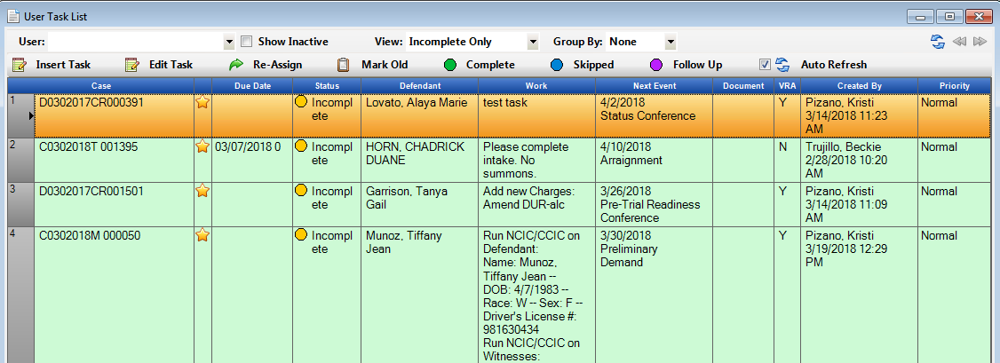 User Task List
User: Show Inactive View: Incomplete Only Group By: None
Insert Task Edit Task Re-Assign Mark Old Complete Skipped Follow Up Auto Refresh
Case Due Date Status Defendant Work Next Event Document VRA Created By Priority
1 D0302017CR000391 Incompl Lovato, Alaya Marie test task 4/2/2018 Y Pizano, Kristi Normal
ete Status Conference 3/14/2018 11:23
AM
2 C0302018T 001395 03/07/2018 0 Incompl HORN, CHADRICK Please complete 4/10/2018 N Trujillo, Beckie Normal
ete DUANE intake. No Arraignment 2/28/2018 10:20
summons. AM
3 D0302017CR001501 Incompl Garrison, Tanya Add new Charges: 3/26/2018 Y Pizano, Kristi Normal
ete Gail Amend DUR-alc Pre-Trial Readiness 3/14/2018 11:09
Conference AM
4 C0302018M 000050 Incompl Munoz, Tiffany Run NCIC/CCIC on 3/30/2018 Y Pizano, Kristi Normal
ete Jean Defendant: Preliminary 3/19/2018 12:29
Name: Munoz, Demand PM
Tiffany Jean --
DOB: 4/7/1983 --
Race: W -- Sex: F --
Driver's License #:
981630434
Run NCIC/CCIC on
Witnesses: